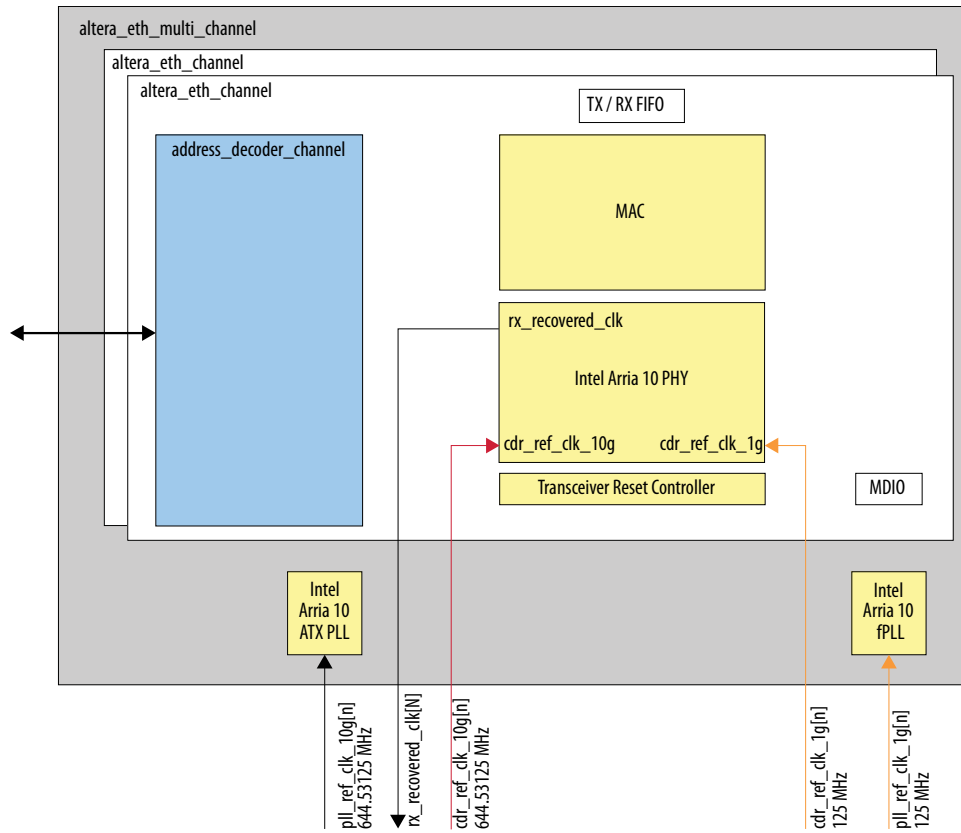 altera_eth_multi_channel
altera_eth_channel
altera_eth_channel
TX / RX FIFO
address_decoder_channel
MAC
rx_recovered_clk
Intel Arria 10 PHY
cdr_ref_clk_10g
cdr_ref_clk_1g
Transceiver Reset Controller
MDIO
Intel
Arria 10
ATX PLL
Intel
Arria 10
fPLL
pll_ref_clk_10g[n]
644.53125 MHz
rx_recovered_clk[N]
cdr_ref_clk_10g[n]
644.53125 MHz
cdr_ref_clk_1g[n]
125 MHz
pll_ref_clk_1g[n]
125 MHz